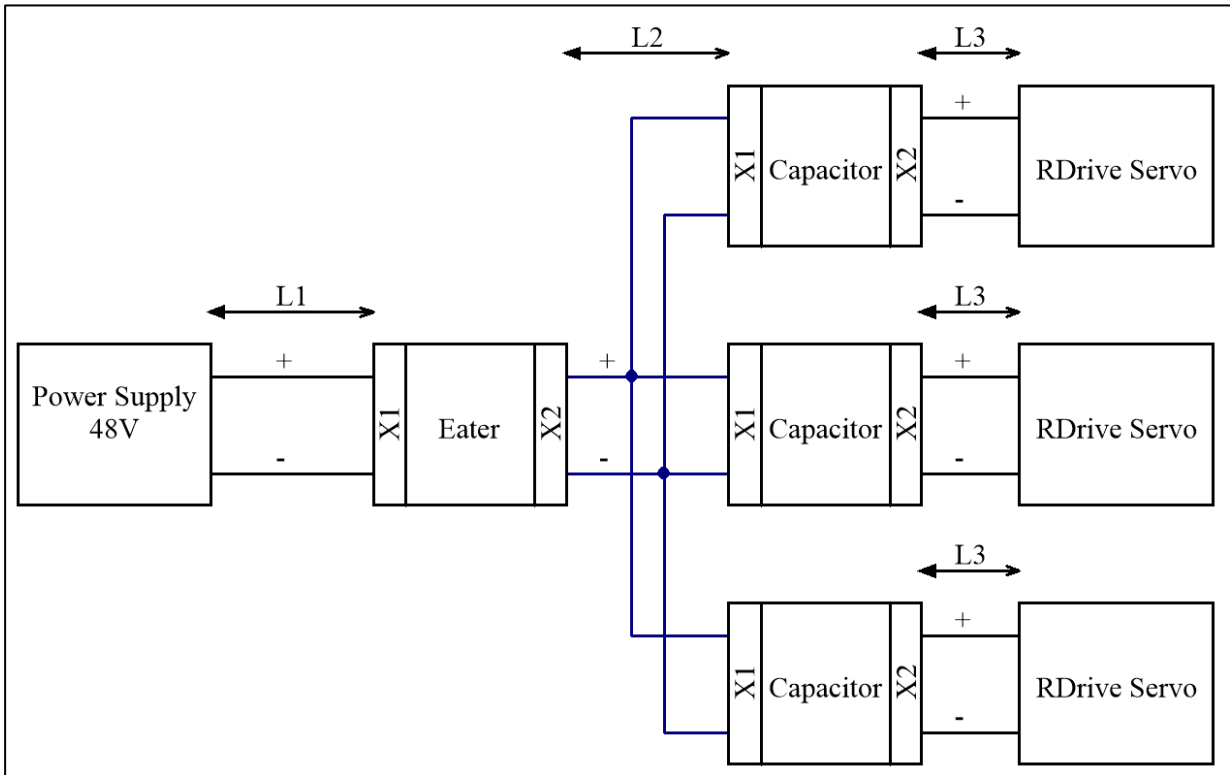 L2
L3
+
X1
Capacitor
X2
RDrive Servo
-
L1
L3
+
+
+
Power Supply
48V
X1
Eater
X2
X1
Capacitor
X2
RDrive Servo
-
-
-
L3
+
X1
Capacitor
X2
RDrive Servo
-